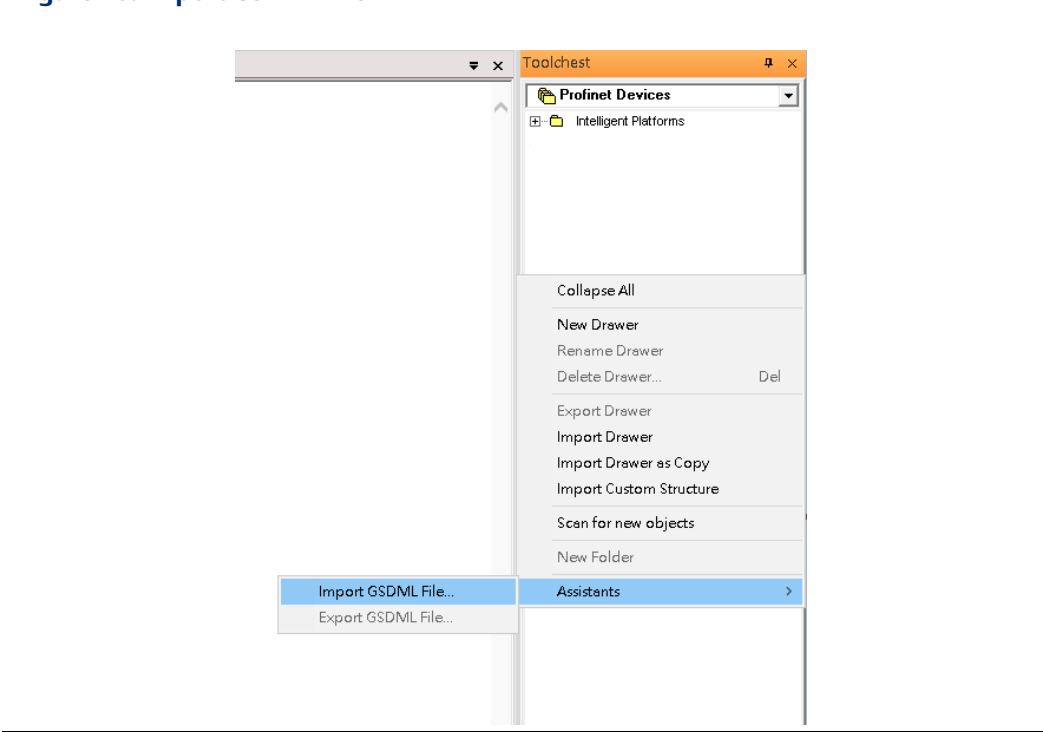 Toolchest
Profinet Devices
Intelligent Platforms
Collapse All
New Drawer
Rename Drawer
Delete Drawer... Del
Export Drawer
Import Drawer
Import Drawer as Copy
Import Custom Structure
Scan for new objects
New Folder
Import GSDML File... Assistants
Export GSDML File...